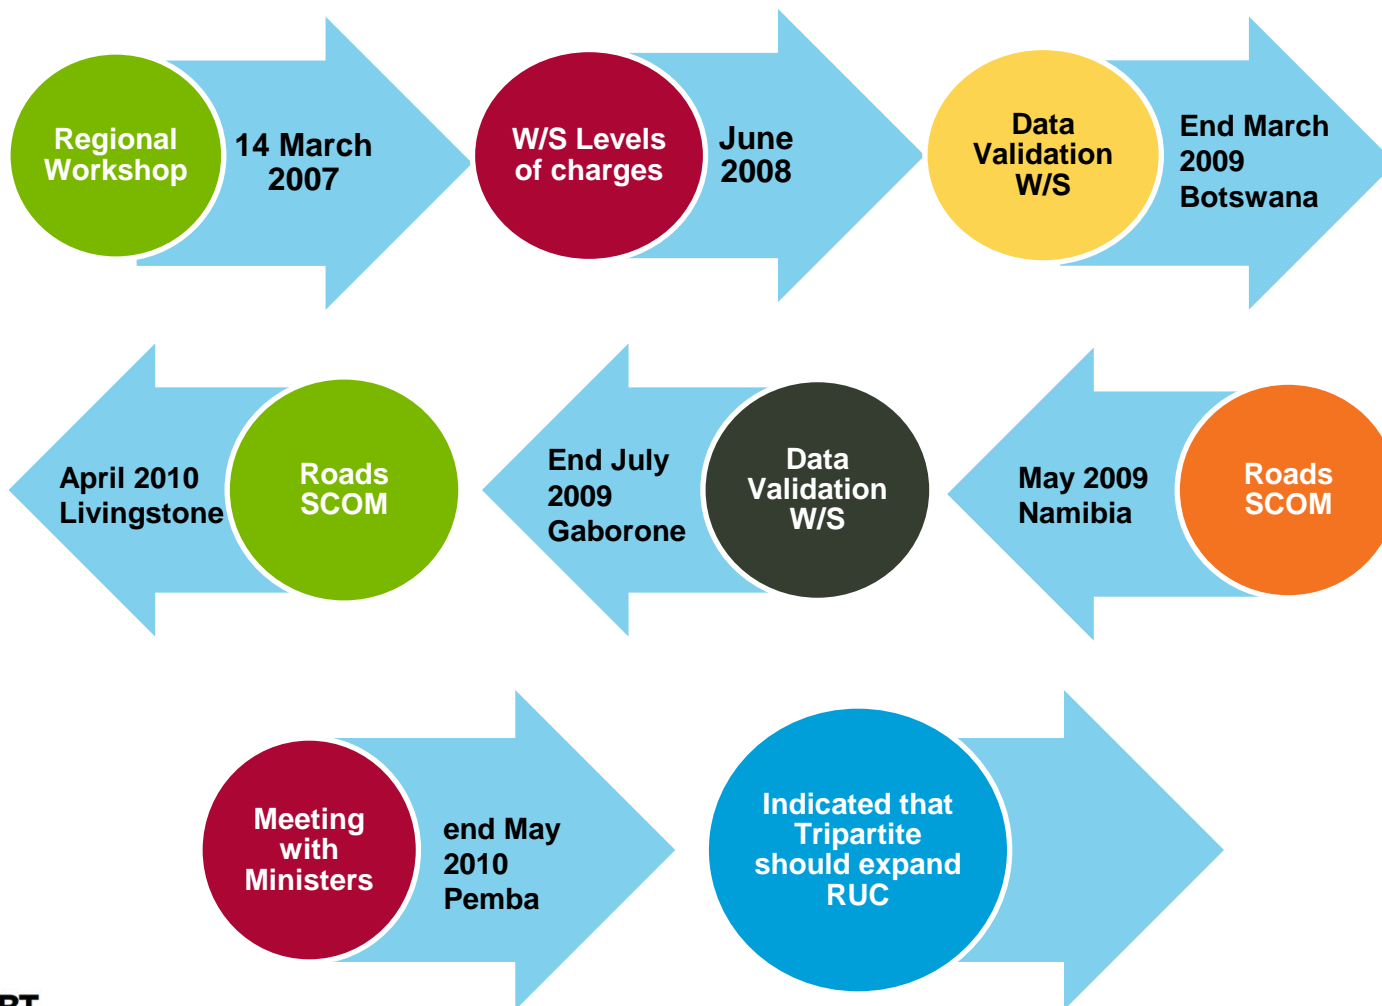 Regional
Workshop
14 March
2007
W/S Levels
of charges
June
2008
Data
Validation
W/S
End March
2009
Botswana
Roads
SCOM
May 2009
Namibia
Data
Validation
W/S
End July
2009
Gaborone
Roads
SCOM
April 2010
Livingstone
Meeting
with
Ministers
end May
2010
Pemba
Indicated that
Tripartite
should expand
RUC